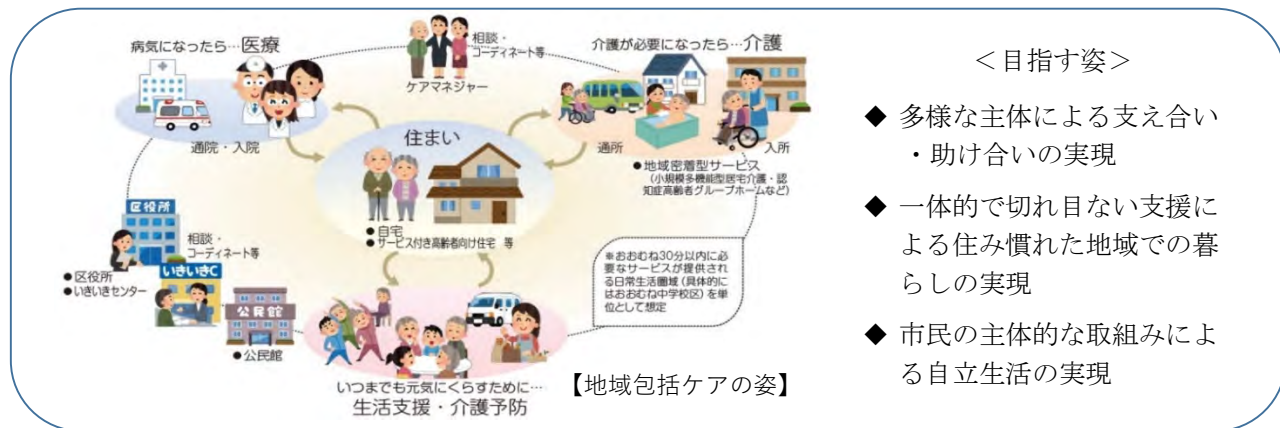 病気になったら…医療
通院・入院
相談・
コーディネート等
ケアマネジャー
介護が必要になったら…介護
通所
入所
●地域密着型サービス
(小規模多機能型居宅介護・認
知症高齢者グループホームなど)
住まい
●自宅
●サービス付き高齢者向け住宅 等
区役所
相談・
コーディネート等
●区役所
●いきいきセンター
いきいきC
公民館
●公民館
※おおむね30分以内に必
要なサービスが提供され
る日常生活圏域(具体的に
はおおむね中学校区)を単
位として想定
いつまでも元気にくらすために…
生活支援・介護予防
【地域包括ケアの姿】
＜目指す姿＞
◆ 多様な主体による支え合い
・助け合いの実現
◆ 一体的で切れ目ない支援に
よる住み慣れた地域での暮
らしの実現
◆ 市民の主体的な取組みによ
る自立生活の実現